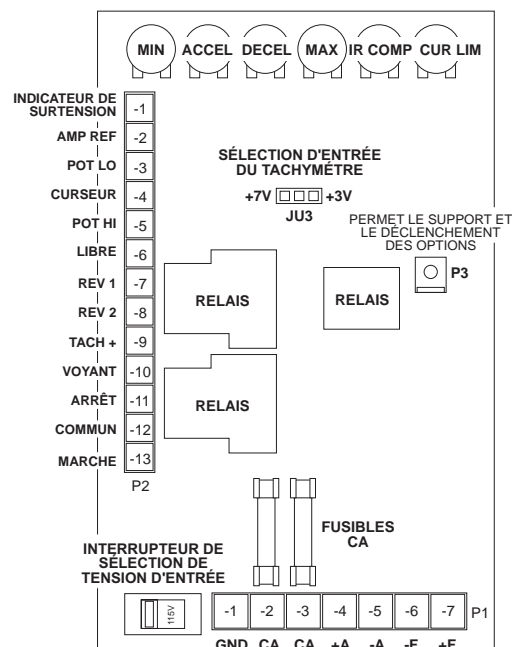 MIN ACCEL DECEL MAX IR COMP CUR LIM
INDICATEUR DE
SURTENSION
-1
AMP REF -2
POT LO -3
CURSEUR -4
POT HI -5
LIBRE -6
REV 1 -7
REV 2 -8
TACH + -9
VOYANT -10
ARRÊT -11
COMMUN -12
MARCHE -13
P2
SÉLECTION D'ENTRÉE
DU TACHYMÉTRE
+7V +3V
JU3
PERMET LE SUPPORT ET
LE DÉCLENCHEMENT
DES OPTIONS
P3
RELAIS
RELAIS
RELAIS
FUSIBLES
CA
INTERRUPTEUR DE
SÉLECTION DE
TENSION D'ENTRÉE
115V
-1 -2 -3 -4 -5 -6 -7 P1
GND CA CA +A -A -F +F